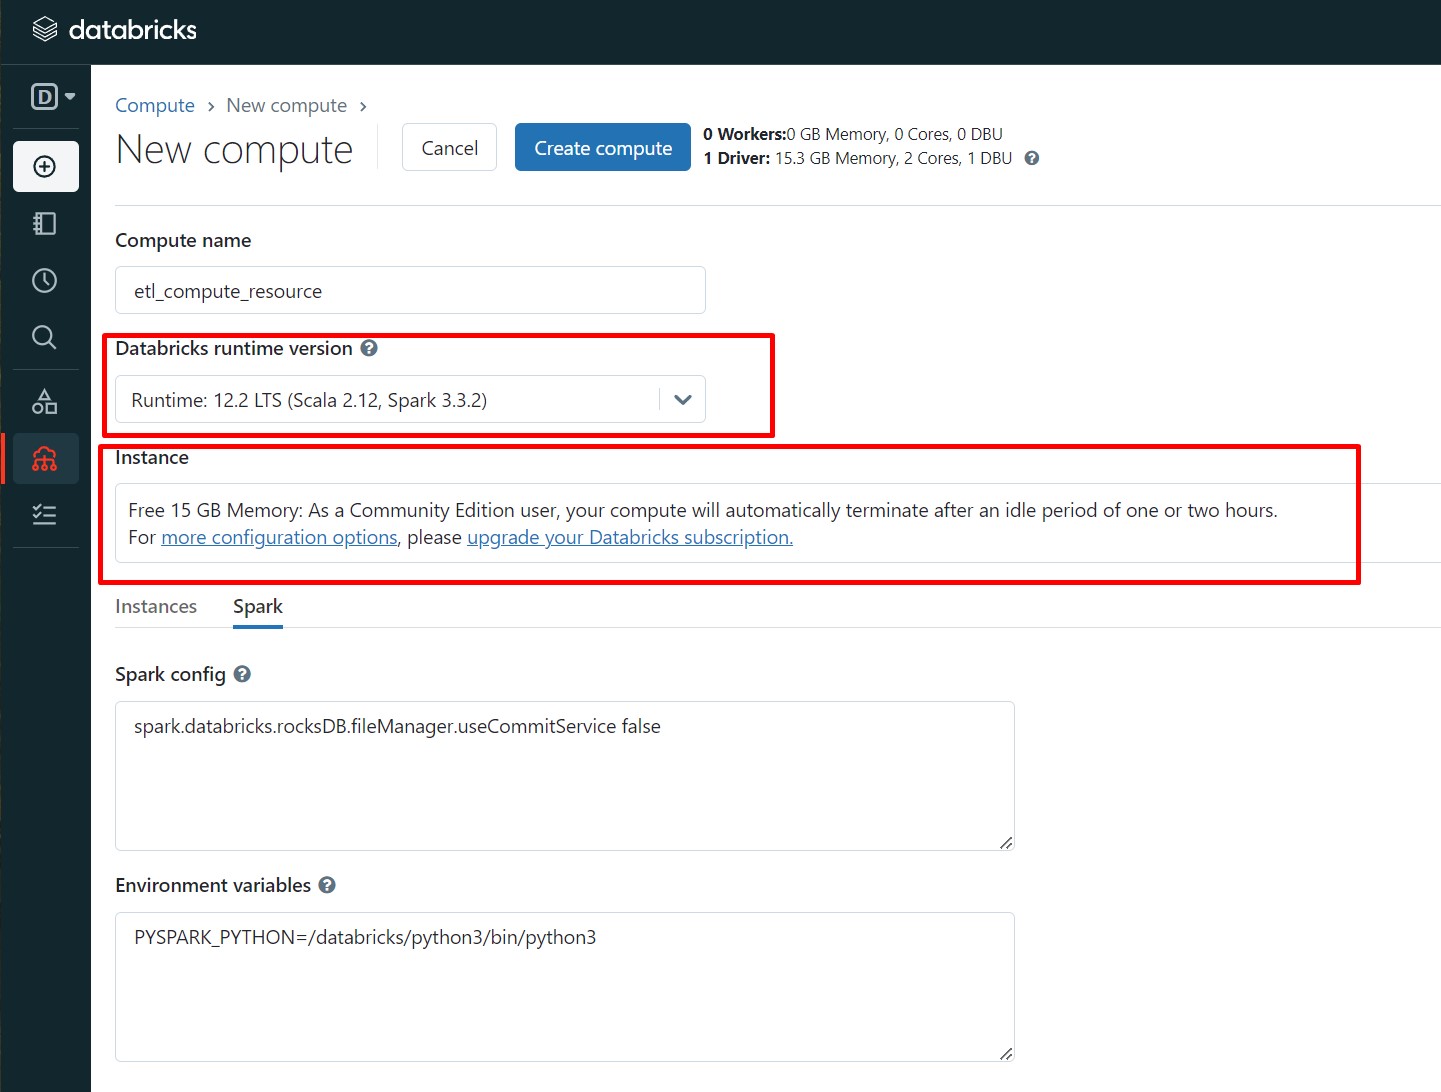 databricks
D
Compute > New compute >
New compute
Cancel
Create compute
0 Workers:0 GB Memory, 0 Cores, 0 DBU
1 Driver: 15.3 GB Memory, 2 Cores, 1 DBU ?
Compute name
etl_compute_resource
Databricks runtime version ?
Runtime: 12.2 LTS (Scala 2.12, Spark 3.3.2)
Instance
Free 15 GB Memory: As a Community Edition user, your compute will automatically terminate after an idle period of one or two hours.
For more configuration options, please upgrade your Databricks subscription.
Instances Spark
Spark config ?
spark.databricks.rocksDB.fileManager.useCommitService false
Environment variables ?
PYSPARK_PYTHON=/databricks/python3/bin/python3